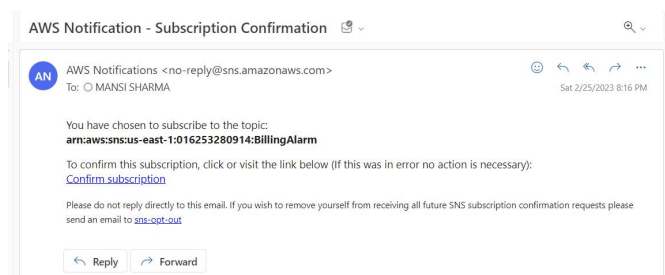 AWS Notification - Subscription Confirmation
AN
AWS Notifications <no-reply@sns.amazonaws.com>
To: MANSI SHARMA
Sat 2/25/2023 8:16 PM
You have chosen to subscribe to the topic:
arn:aws:sns:us-east-1:016253280914:BillingAlarm
To confirm this subscription, click or visit the link below (If this was in error no action is necessary):
Confirm subscription
Please do not reply directly to this email. If you wish to remove yourself from receiving all future SNS subscription confirmation requests please
send an email to sns-opt-out
Reply
Forward